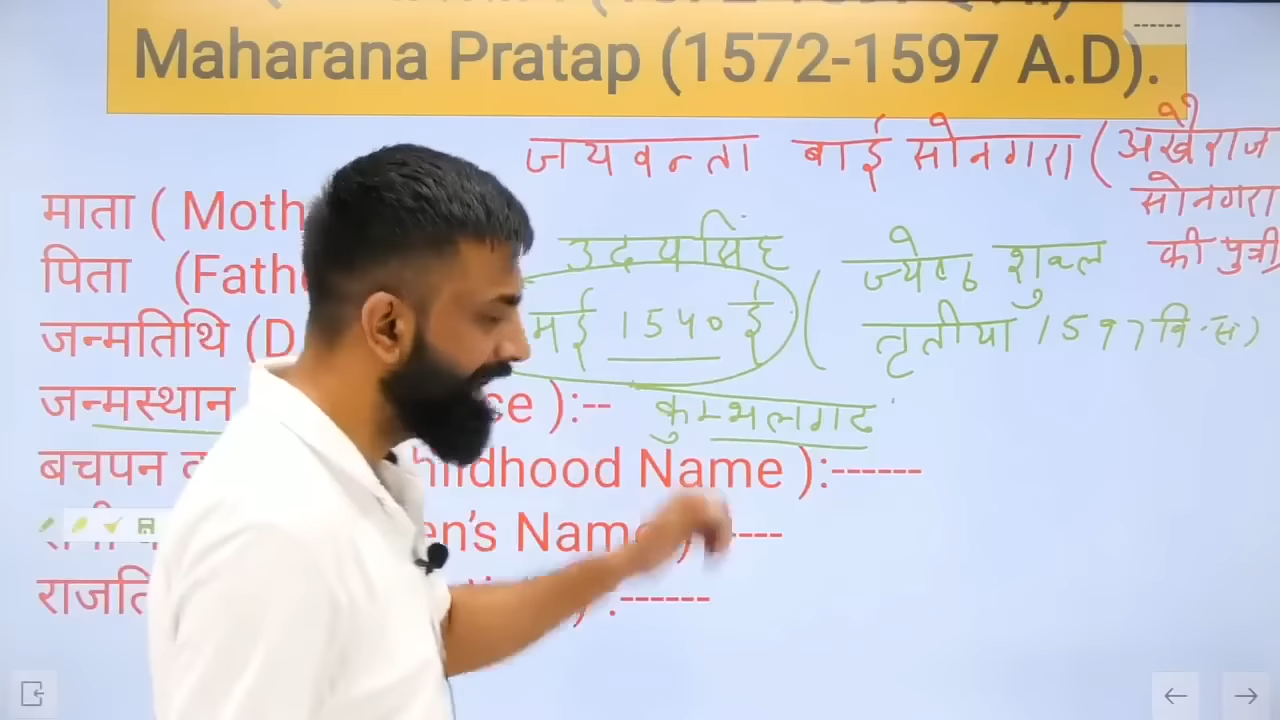 Maharana Pratap (1572-1597 A.D).
------
जयवन्ता बाई सोनगरा ( अखैराज
सोनगरा
की पुत्री
माता ( Moth
उदयसिंह
पिता (Fathe
मई 1540 ई ( ज्येष्ठ शुक्ल
तृतीया 1597 वि.स)
जन्मतिथि (D
जन्मस्थान ce ):-- कुम्भलगढ
बचपन hildhood Name ):------
en's Name ) ----
राजति :------